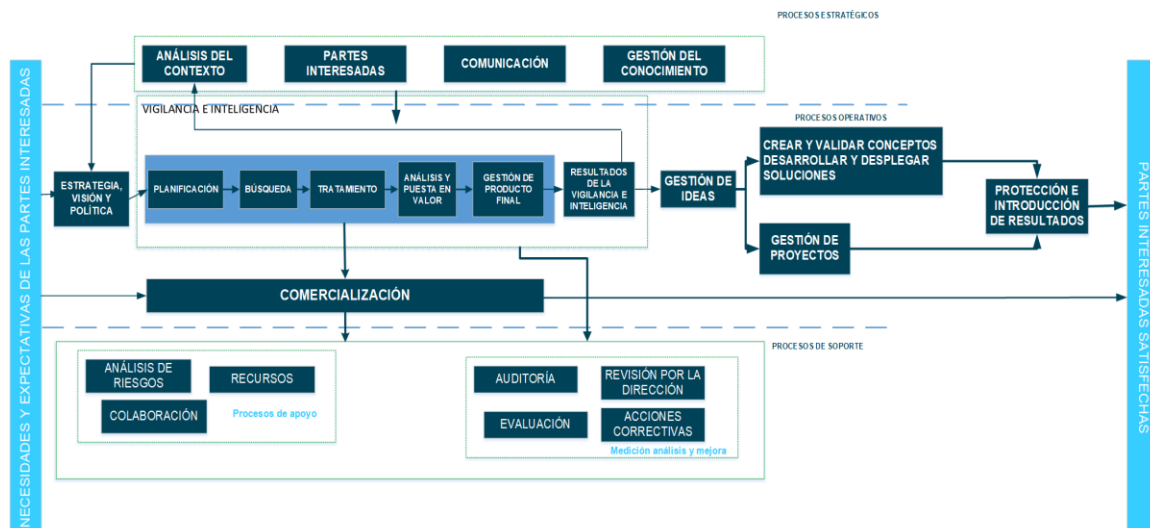 PROCESOS ESTRATÉGICOS
ANÁLISIS DEL
CONTEXTO
PARTES
INTERESADAS
COMUNICACIÓN
GESTIÓN DEL
CONOCIMIENTO
NECESIDADES Y EXPECTATIVAS DE LAS PARTES INTERESADAS
VIGILANCIA E INTELIGENCIA
PROCESOS OPERATIVOS
ESTRATEGIA,
VISIÓN Y
POLÍTICA
PLANIFICACIÓN
BÚSQUEDA
TRATAMIENTO
ANÁLISIS Y
PUESTA EN
VALOR
GESTIÓN DE
PRODUCTO
FINAL
RESULTADOS
DE LA
VIGILANCIA E
INTELIGENCIA
GESTIÓN DE
IDEAS
CREAR Y VALIDAR CONCEPTOS
DESARROLLAR Y DESPLEGAR
SOLUCIONES
GESTIÓN DE
PROYECTOS
PROTECCIÓN E
INTRODUCCIÓN
DE RESULTADOS
PARTES INTERESADAS SATISFECHAS
COMERCIALIZACIÓN
PROCESOS DE SOPORTE
ANÁLISIS DE
RIESGOS
RECURSOS
COLABORACIÓN
Procesos de apoyo
AUDITORÍA
REVISIÓN POR LA
DIRECCIÓN
EVALUACIÓN
ACCIONES
CORRECTIVAS
Medición análisis y mejora